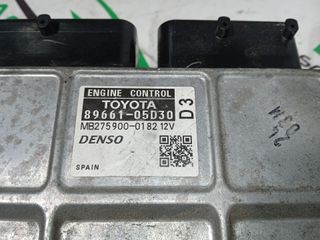 ENGINE CONTROL
TOYOTA
89661-05D30
D3
MB275900-0182 12V
DENSO
SPAIN